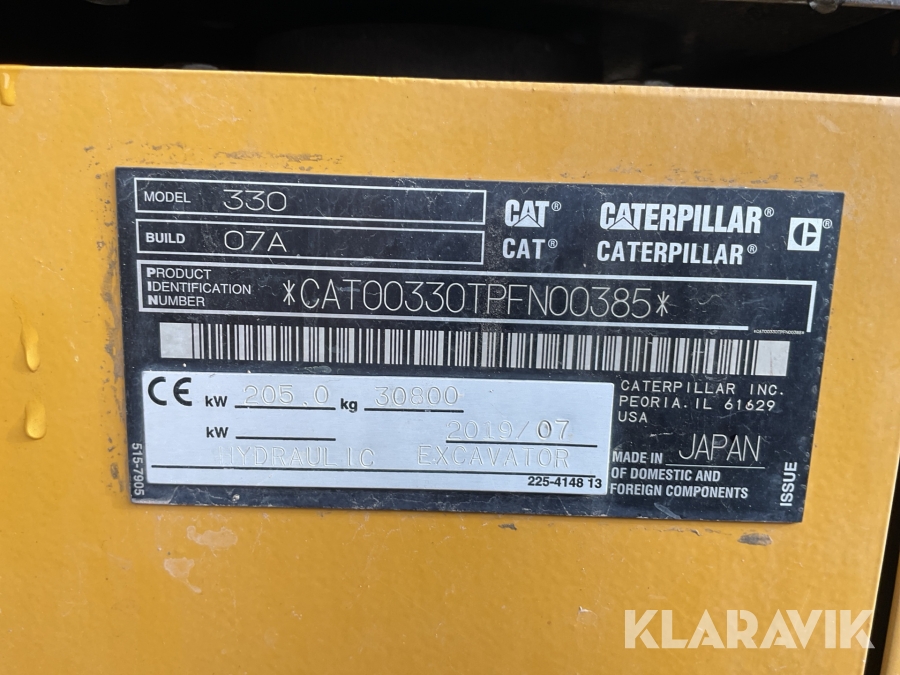 MODEL 330
BUILD 07A
CAT® CATERPILLAR®
CAT® CATERPILLAR®
PRODUCT
IDENTIFICATION
NUMBER
*CAT00330TPFN00385*
*CAT00330TPFN00385*
CE kW 205.0 kg 30800
kW 2019/07
HYDRAULIC EXCAVATOR
225-4148 13
515-7905
CATERPILLAR INC.
PEORIA.IL 61629
USA
MADE IN JAPAN
OF DOMESTIC AND
FOREIGN COMPONENTS
ISSUE
KLARAVIK